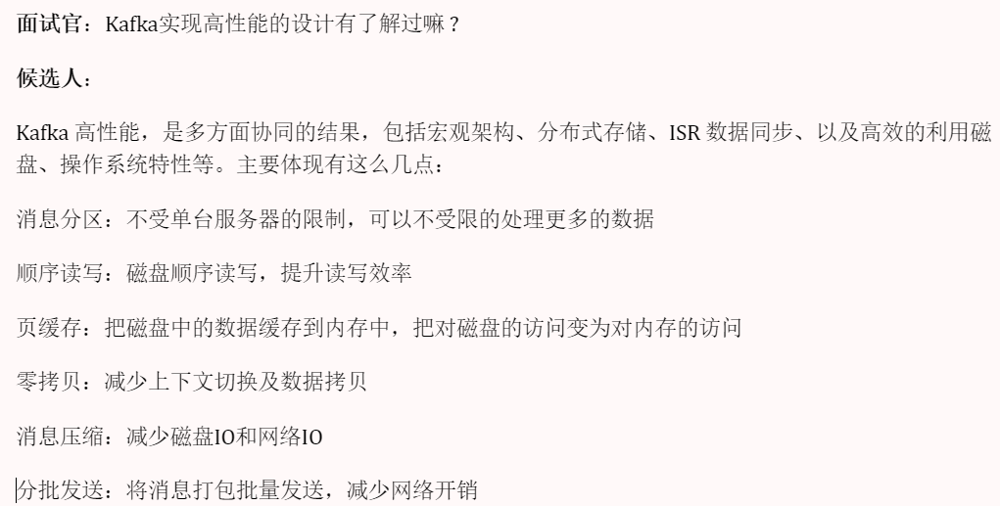 面试官：Kafka实现高性能的设计有了解过嘛？
候选人：
Kafka 高性能，是多方面协同的结果，包括宏观架构、分布式存储、ISR 数据同步、以及高效的利用磁
盘、操作系统特性等。主要体现有这么几点：
消息分区：不受单台服务器的限制，可以不受限的处理更多的数据
顺序读写：磁盘顺序读写，提升读写效率
页缓存：把磁盘中的数据缓存到内存中，把对磁盘的访问变为对内存的访问
零拷贝：减少上下文切换及数据拷贝
消息压缩：减少磁盘IO和网络IO
分批发送：将消息打包批量发送，减少网络开销